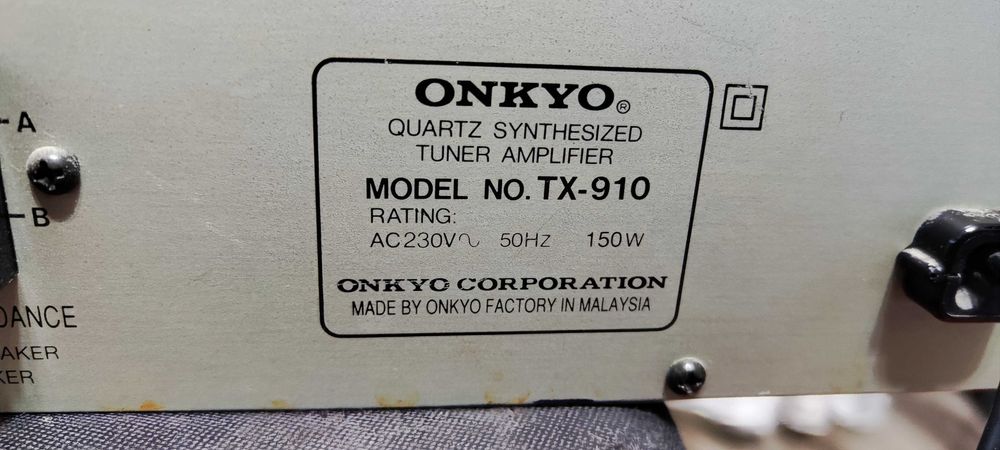 ONKYO®
QUARTZ SYNTHESIZED
TUNER AMPLIFIER
MODEL NO. TX-910
RATING:
AC230V∿ 50Hz 150W
ONKYO CORPORATION
MADE BY ONKYO FACTORY IN MALAYSIA
A
B
DANCE
AKER
KER